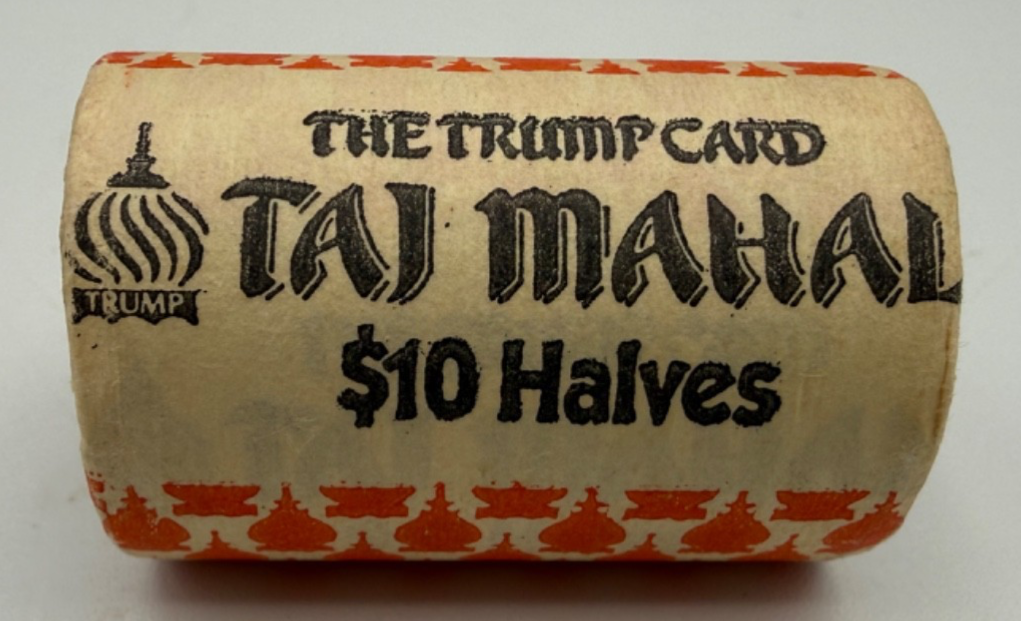 THE TRUMP CARD
TAJ MAHAL
TRUMP
$10 Halves